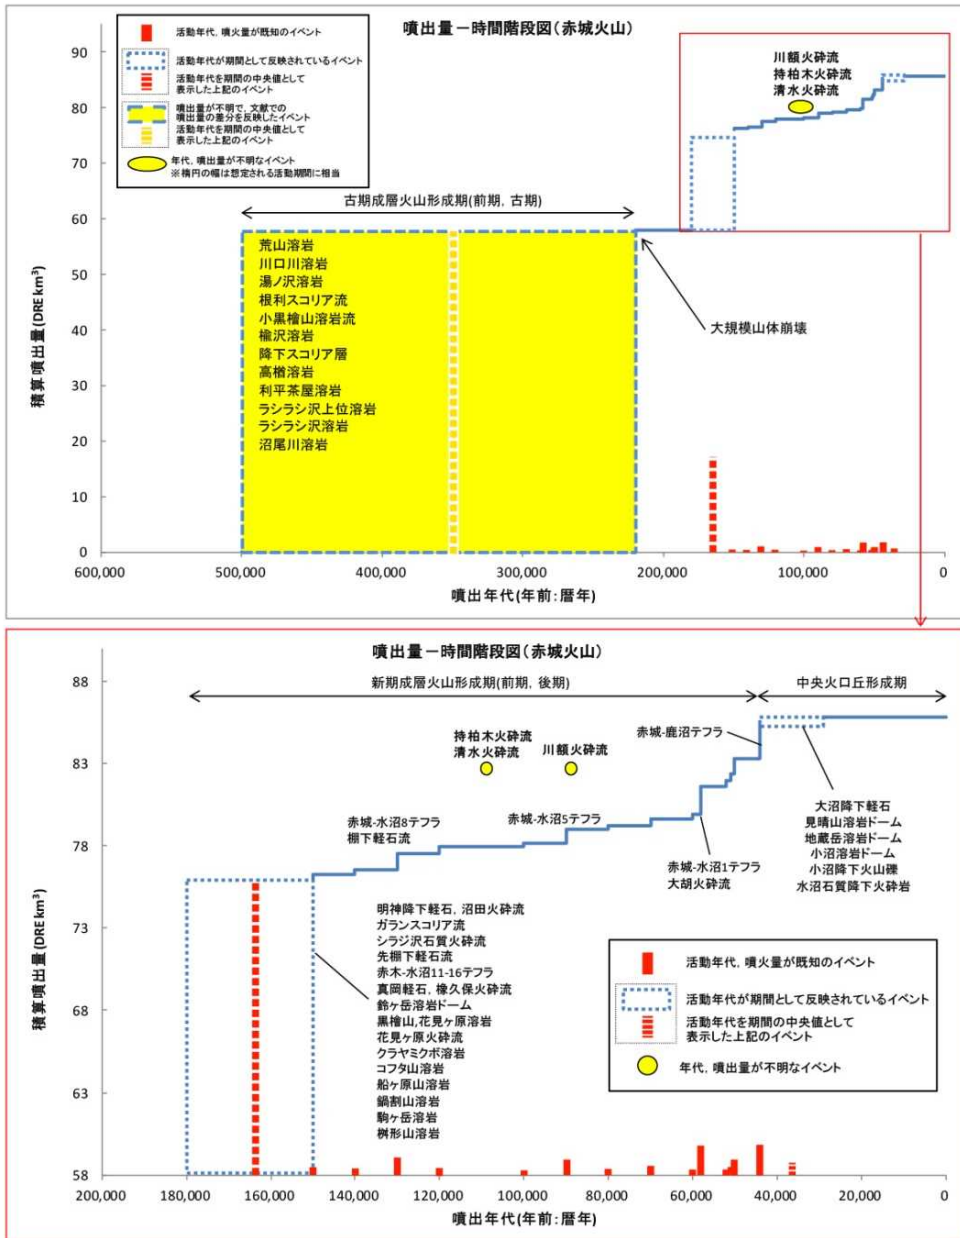 噴出量－時間階段図(赤城火山)
活動年代，噴火量が既知のイベント
活動年代が期間として反映されているイベント
活動年代を期間の中央値として
表示した上記のイベント
噴出量が不明で，文献での
噴出量の差分を反映したイベント
活動年代を期間の中央値として
表示した上記のイベント
年代，噴出量が不明なイベント
※楕円の幅は想定される活動期間に相当
川額火砕流
持柏木火砕流
清水火砕流
古期成層火山形成期(前期，古期)
荒山溶岩
川口川溶岩
湯ノ沢溶岩
根利スコリア流
小黒檜山溶岩流
楡沢溶岩
降下スコリア層
高楢溶岩
利平茶屋溶岩
ラシラシ沢上位溶岩
ラシラシ沢溶岩
沼尾川溶岩
大規模山体崩壊
積算噴出量(DRE km³)
90
80
70
60
50
40
30
20
10
0
600,000 500,000 400,000 300,000 200,000 100,000 0
噴出年代(年前：暦年)
噴出量－時間階段図(赤城火山)
新期成層火山形成期(前期，後期)
中央火口丘形成期
持柏木火砕流
清水火砕流
川額火砕流
赤城-鹿沼テフラ
赤城-水沼8テフラ
棚下軽石流
赤城-水沼5テフラ
赤城-水沼1テフラ
大胡火砕流
大沼降下軽石
見晴山溶岩ドーム
地蔵岳溶岩ドーム
小沼溶岩ドーム
小沼降下火山礫
水沼石質降下火砕岩
明神降下軽石，沼田火砕流
ガランスコリア流
シラジ沢石質火砕流
先棚下軽石流
赤木-水沼11-16テフラ
真岡軽石，橡久保火砕流
鈴ヶ岳溶岩ドーム
黒檜山,花見ヶ原溶岩
花見ヶ原火砕流
クラヤミクボ溶岩
コフタ山溶岩
船ヶ原山溶岩
鍋割山溶岩
駒ヶ岳溶岩
桝形山溶岩
活動年代，噴火量が既知のイベント
活動年代が期間として反映されているイベント
活動年代を期間の中央値として
表示した上記のイベント
年代，噴出量が不明なイベント
積算噴出量(DRE km³)
88
83
78
73
68
63
58
200,000 180,000 160,000 140,000 120,000 100,000 80,000 60,000 40,000 20,000 0
噴出年代(年前：暦年)